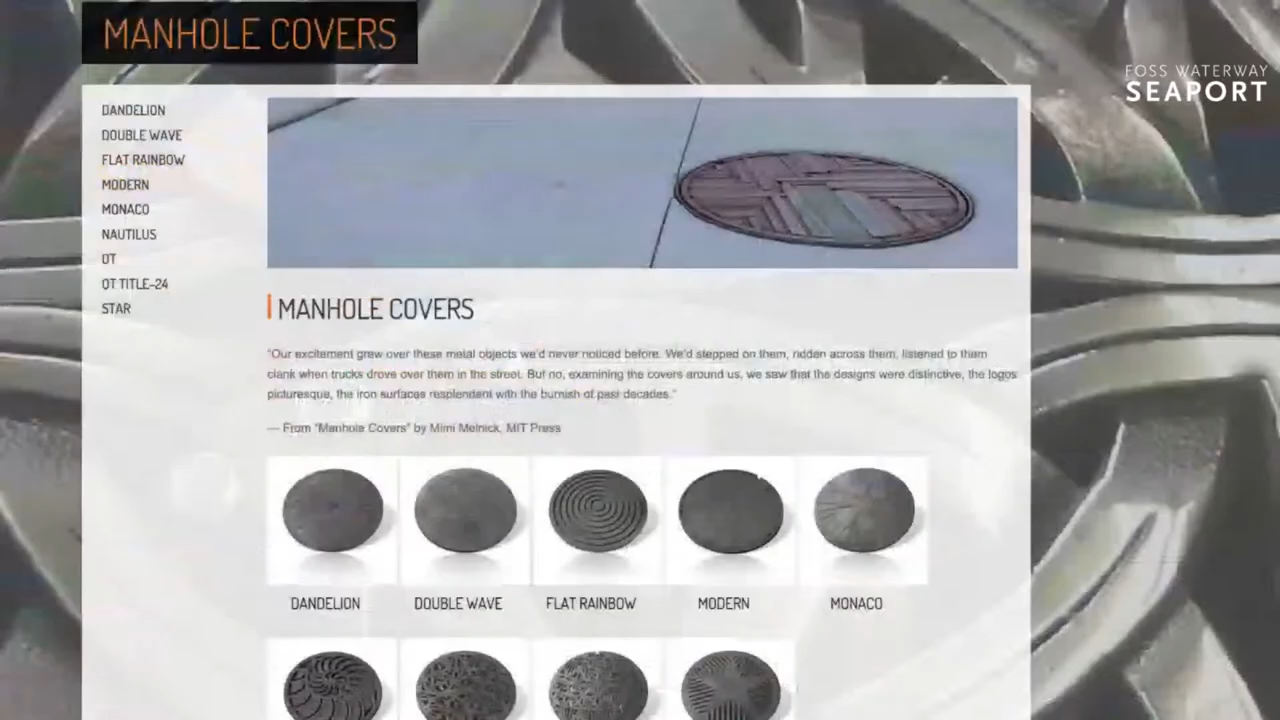 MANHOLE COVERS
FOSS WATERWAY
SEAPORT
DANDELION
DOUBLE WAVE
FLAT RAINBOW
MODERN
MONACO
NAUTILUS
OT
OT TITLE-24
STAR
MANHOLE COVERS
"Our excitement grew over these metal objects we'd never noticed before. We'd stepped on them, ridden across them, listened to them
clank when trucks drove over them in the street. But no, examining the covers around us, we saw that the designs were distinctive, the logos
picturesque, the iron surfaces resplendent with the burnish of past decades."
— From "Manhole Covers" by Mimi Melnick, MIT Press
DANDELION
DOUBLE WAVE
FLAT RAINBOW
MODERN
MONACO